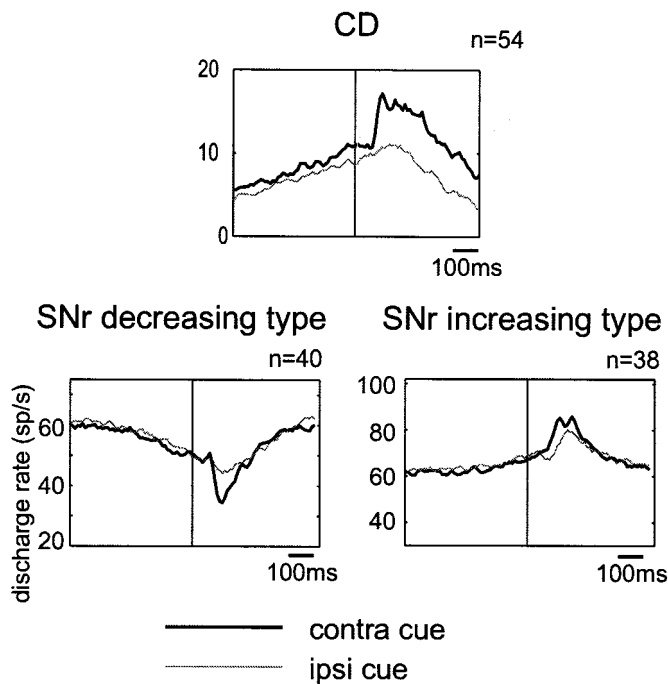 CD
n=54
20
10
0
100ms
SNr decreasing type
n=40
discharge rate (sp/s)
60
40
20
100ms
SNr increasing type
n=38
100
80
60
40
100ms
contra cue
ipsi cue